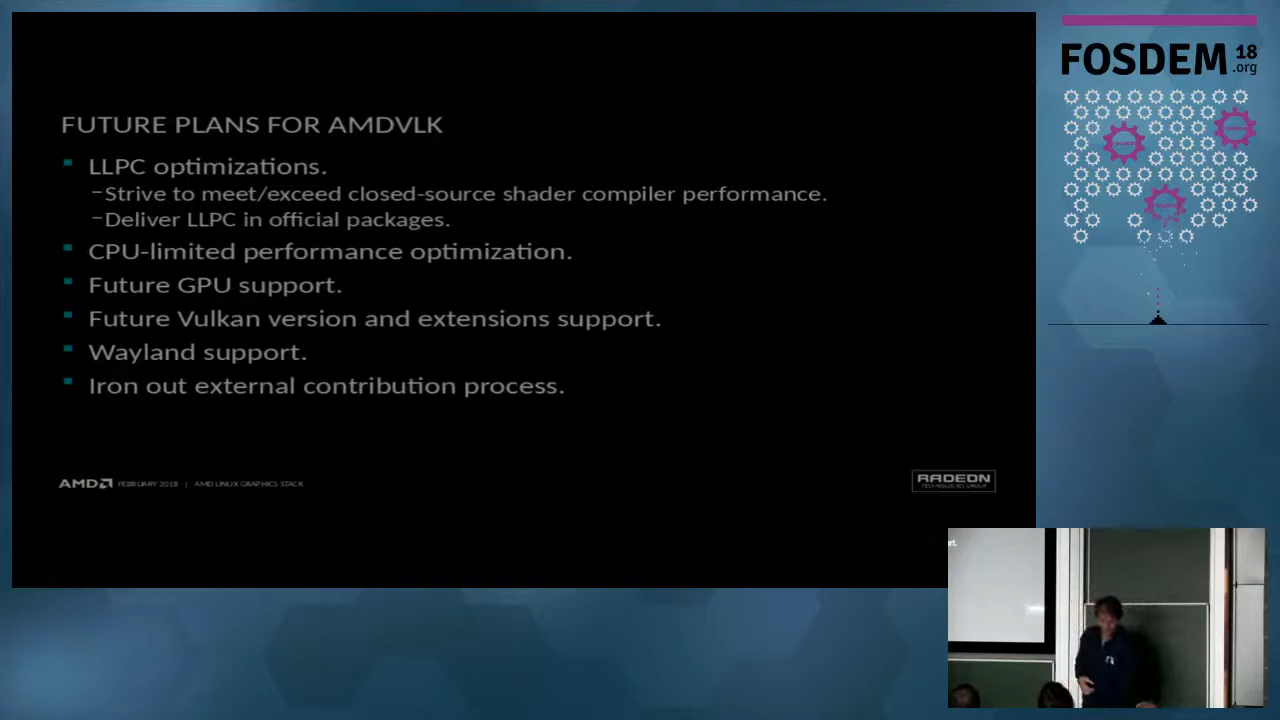 FUTURE PLANS FOR AMDVLK
LLPC optimizations.
–Strive to meet/exceed closed-source shader compiler performance.
–Deliver LLPC in official packages.
CPU-limited performance optimization.
Future GPU support.
Future Vulkan version and extensions support.
Wayland support.
Iron out external contribution process.
AMD FEBRUARY 2018 | AMD LINUX GRAPHICS STACK
RADEON
TECHNOLOGIES GROUP
FOSDEM 18
.org
rt.